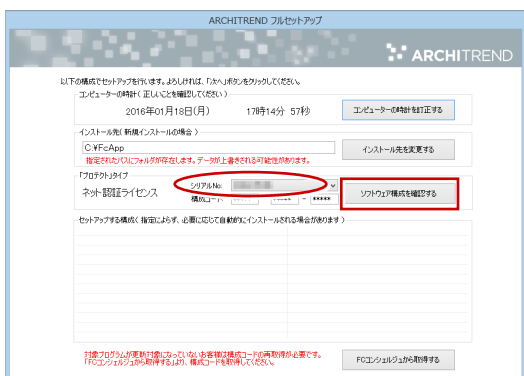 ARCHITREND フルセットアップ
ARCHITREND
以下の構成でセットアップを行います。よろしければ、「次へ」ボタンをクリックしてください。
コンピューターの時計( 正しいことを確認してください )
2016年01月18日(月) 17時14分 57秒
コンピューターの時計を訂正する
インストール先( 新規インストールの場合 )
C:¥FcApp
インストール先を変更する
指定されたパスにフォルダが存在します。データが上書きされる可能性があります。
プロテクトタイプ
ネット認証ライセンス
シリアルNo:
構成コード
***** - *****
ソフトウェア構成を確認する
セットアップする構成( 指定によらず、必要に応じて自動的にインストールされる場合があります )
対象プログラムが更新対象になっていないお客様は構成コードの再取得が必要です。
「FCコンシェルジュから取得する」より、構成コードを取得してください。
FCコンシェルジュから取得する